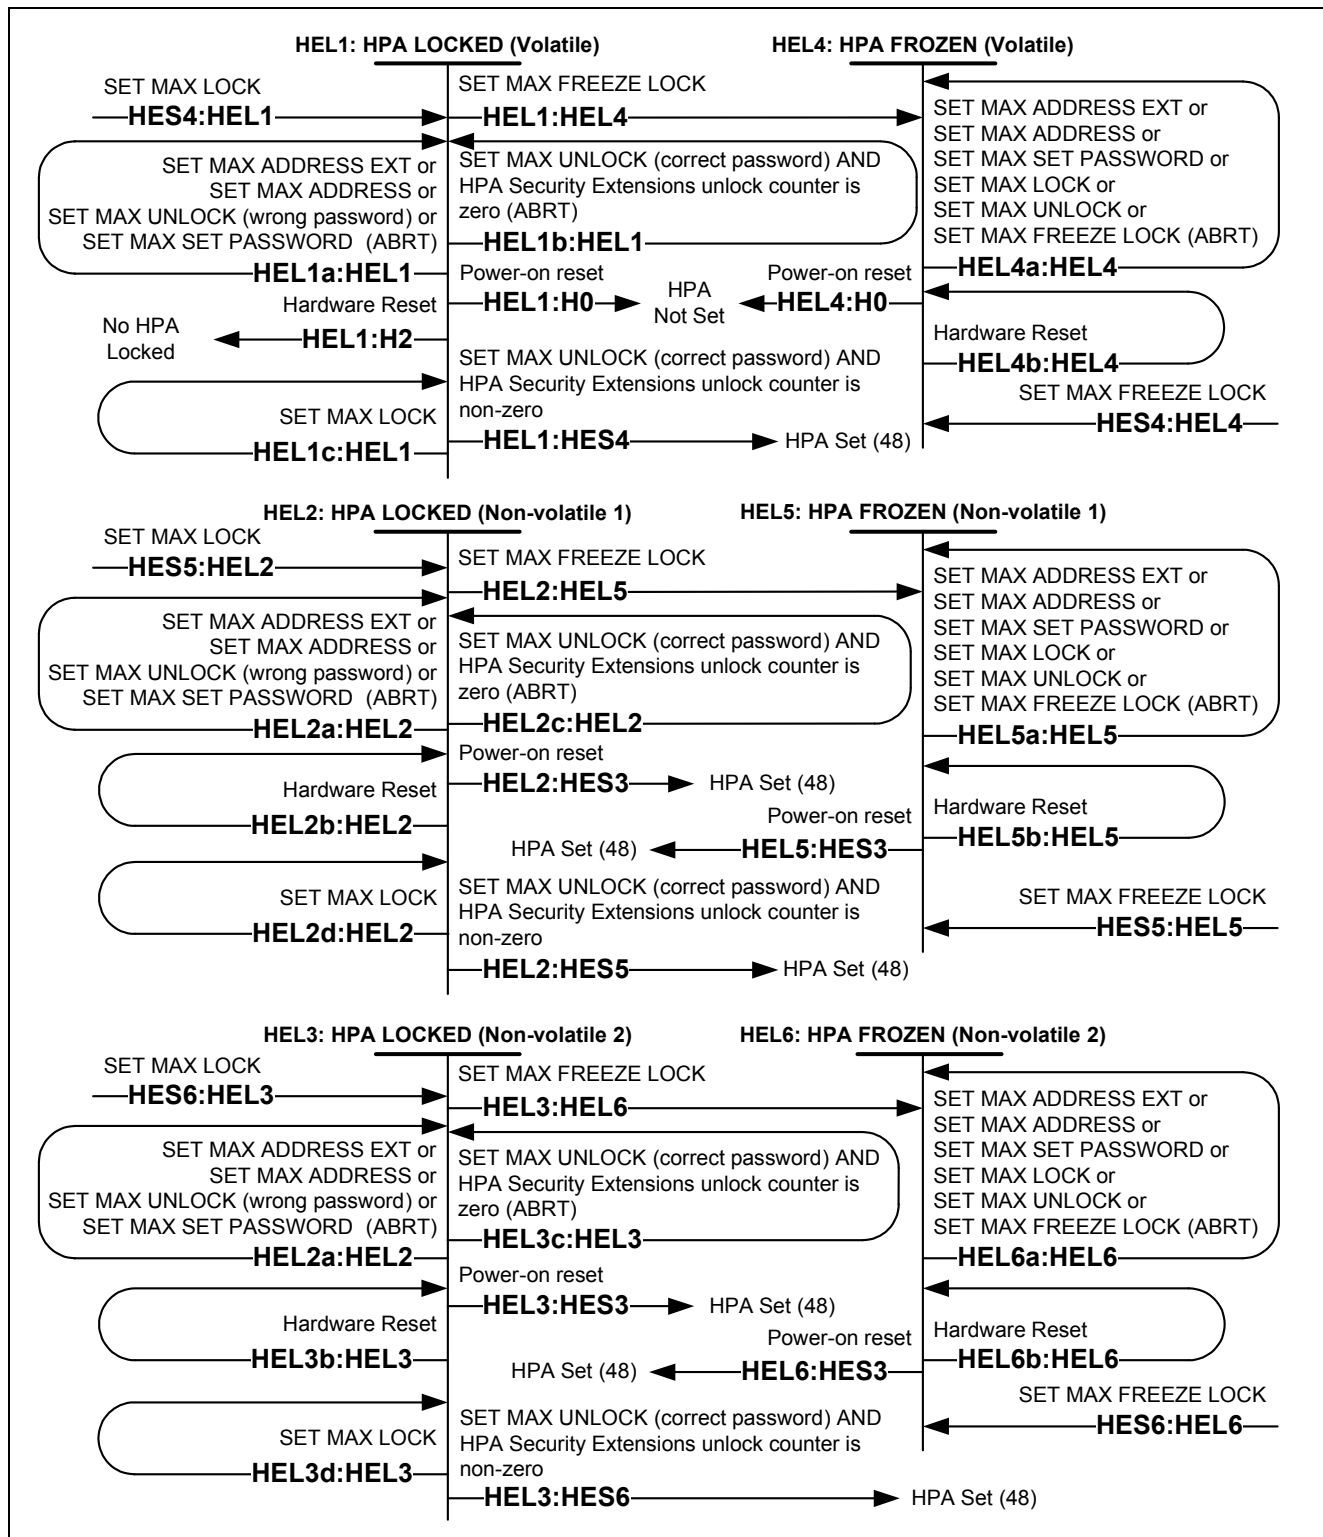 HEL1: HPA LOCKED (Volatile)
SET MAX LOCK
HES4:HEL1
SET MAX ADDRESS EXT or
SET MAX ADDRESS or
SET MAX UNLOCK (wrong password) or
SET MAX SET PASSWORD (ABRT)
HEL1a:HEL1
Hardware Reset
HEL1:H2
No HPA
Locked
SET MAX LOCK
HEL1c:HEL1
SET MAX FREEZE LOCK
HEL1:HEL4
SET MAX UNLOCK (correct password) AND
HPA Security Extensions unlock counter is
zero (ABRT)
HEL1b:HEL1
Power-on reset
HEL1:H0
HPA
Not Set
SET MAX UNLOCK (correct password) AND
HPA Security Extensions unlock counter is
non-zero
HEL1:HES4
HPA Set (48)
HEL4: HPA FROZEN (Volatile)
SET MAX ADDRESS EXT or
SET MAX ADDRESS or
SET MAX SET PASSWORD or
SET MAX LOCK or
SET MAX UNLOCK or
SET MAX FREEZE LOCK (ABRT)
HEL4a:HEL4
Power-on reset
HEL4:H0
Hardware Reset
HEL4b:HEL4
SET MAX FREEZE LOCK
HES4:HEL4
HEL2: HPA LOCKED (Non-volatile 1)
SET MAX LOCK
HES5:HEL2
SET MAX ADDRESS EXT or
SET MAX ADDRESS or
SET MAX UNLOCK (wrong password) or
SET MAX SET PASSWORD (ABRT)
HEL2a:HEL2
Hardware Reset
HEL2b:HEL2
SET MAX LOCK
HEL2d:HEL2
SET MAX FREEZE LOCK
HEL2:HEL5
SET MAX UNLOCK (correct password) AND
HPA Security Extensions unlock counter is
zero (ABRT)
HEL2c:HEL2
Power-on reset
HEL2:HES3
HPA Set (48)
SET MAX UNLOCK (correct password) AND
HPA Security Extensions unlock counter is
non-zero
HEL2:HES5
HPA Set (48)
HEL5: HPA FROZEN (Non-volatile 1)
SET MAX ADDRESS EXT or
SET MAX ADDRESS or
SET MAX SET PASSWORD or
SET MAX LOCK or
SET MAX UNLOCK or
SET MAX FREEZE LOCK (ABRT)
HEL5a:HEL5
Power-on reset
HEL5:HES3
HPA Set (48)
Hardware Reset
HEL5b:HEL5
SET MAX FREEZE LOCK
HES5:HEL5
HEL3: HPA LOCKED (Non-volatile 2)
SET MAX LOCK
HES6:HEL3
SET MAX ADDRESS EXT or
SET MAX ADDRESS or
SET MAX UNLOCK (wrong password) or
SET MAX SET PASSWORD (ABRT)
HEL2a:HEL2
Hardware Reset
HEL3b:HEL3
SET MAX LOCK
HEL3d:HEL3
SET MAX FREEZE LOCK
HEL3:HEL6
SET MAX UNLOCK (correct password) AND
HPA Security Extensions unlock counter is
zero (ABRT)
HEL3c:HEL3
Power-on reset
HEL3:HES3
HPA Set (48)
SET MAX UNLOCK (correct password) AND
HPA Security Extensions unlock counter is
non-zero
HEL3:HES6
HPA Set (48)
HEL6: HPA FROZEN (Non-volatile 2)
SET MAX ADDRESS EXT or
SET MAX ADDRESS or
SET MAX SET PASSWORD or
SET MAX LOCK or
SET MAX UNLOCK or
SET MAX FREEZE LOCK (ABRT)
HEL6a:HEL6
Power-on reset
HEL6:HES3
HPA Set (48)
Hardware Reset
HEL6b:HEL6
SET MAX FREEZE LOCK
HES6:HEL6